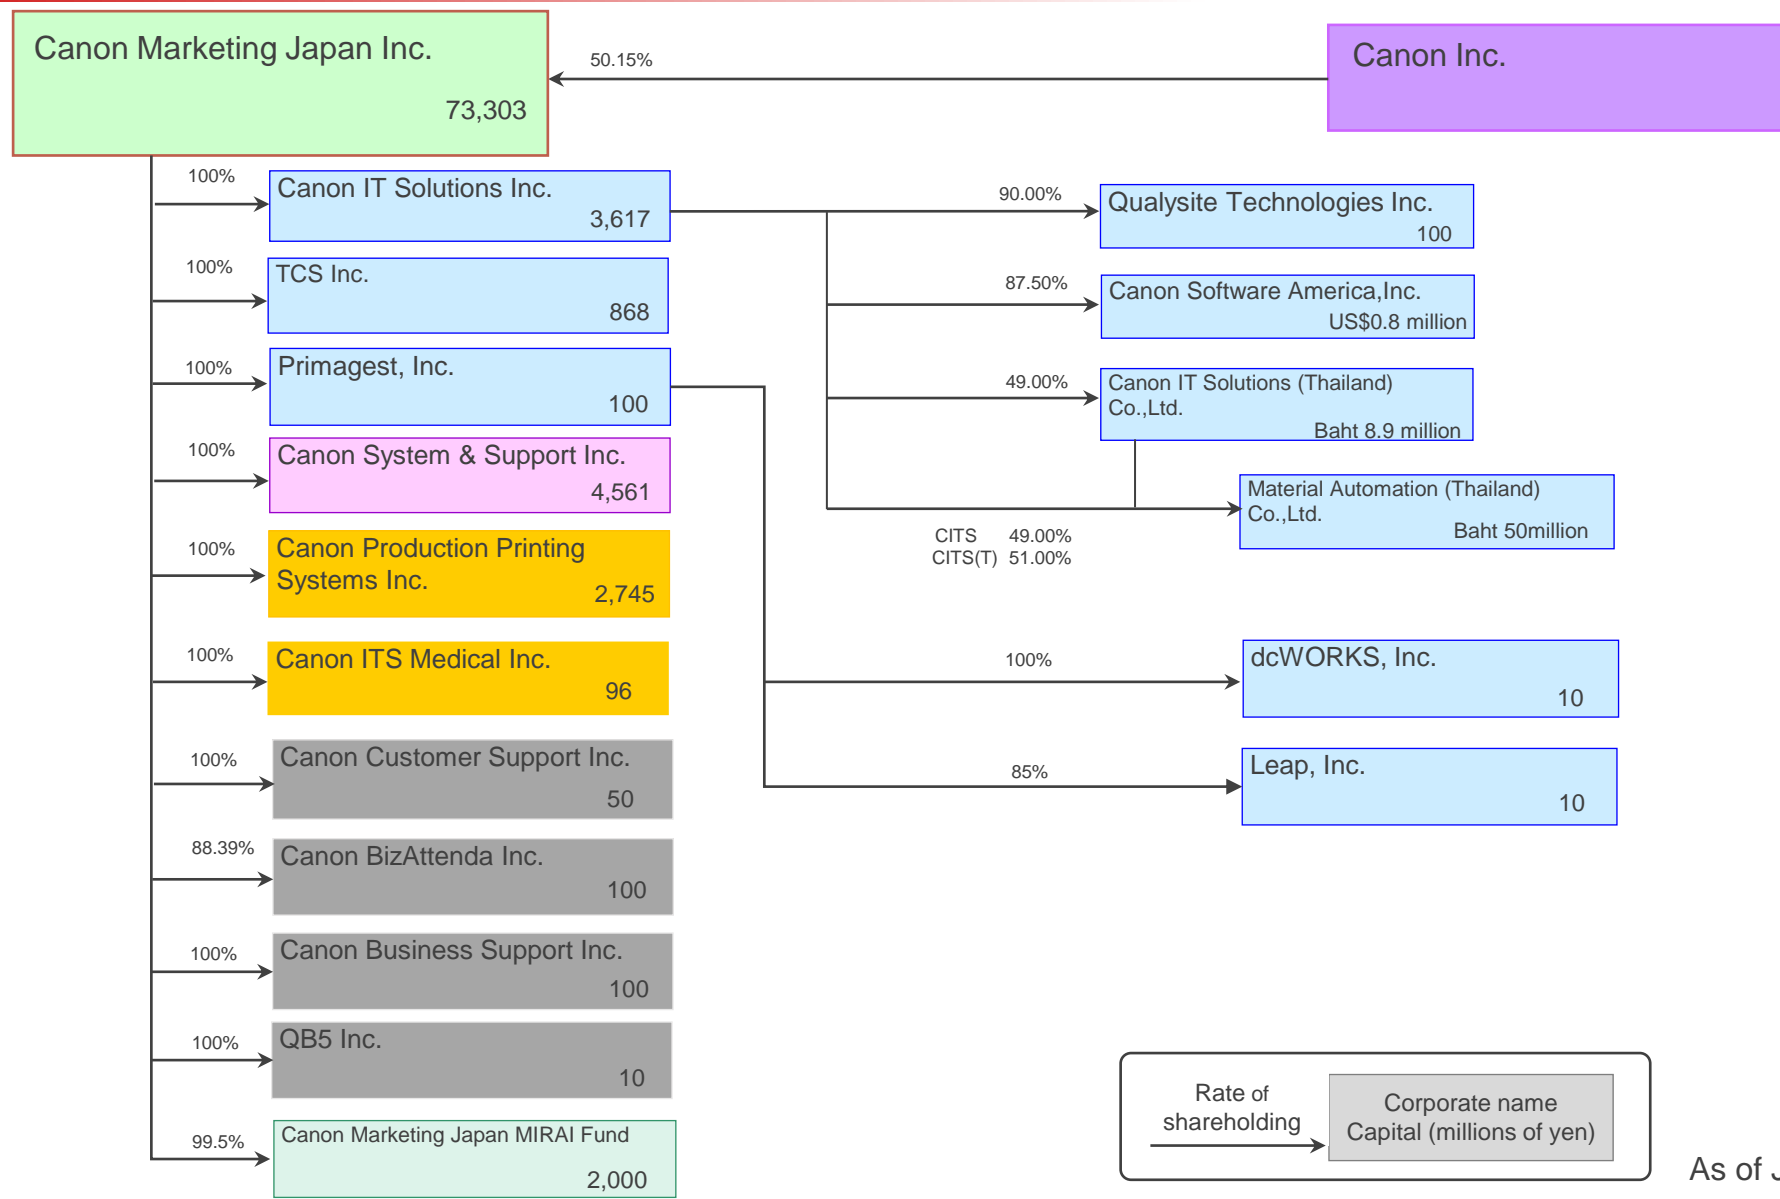 Canon Marketing Japan Inc.
73,303
50.15%
Canon Inc.
100%
Canon IT Solutions Inc.
3,617
90.00%
Qualysite Technologies Inc.
100
100%
TCS Inc.
868
87.50%
Canon Software America,Inc.
US$0.8 million
100%
Primagest, Inc.
100
49.00%
Canon IT Solutions (Thailand)
Co.,Ltd.
Baht 8.9 million
100%
Canon System & Support Inc.
4,561
Material Automation (Thailand)
Co.,Ltd.
Baht 50million
CITS 49.00%
CITS(T) 51.00%
100%
Canon Production Printing
Systems Inc.
2,745
100%
Canon ITS Medical Inc.
96
100%
dcWORKS, Inc.
10
100%
Canon Customer Support Inc.
50
85%
Leap, Inc.
10
88.39%
Canon BizAttenda Inc.
100
100%
Canon Business Support Inc.
100
100%
QB5 Inc.
10
99.5%
Canon Marketing Japan MIRAI Fund
2,000
Rate of
shareholding
Corporate name
Capital (millions of yen)
As of